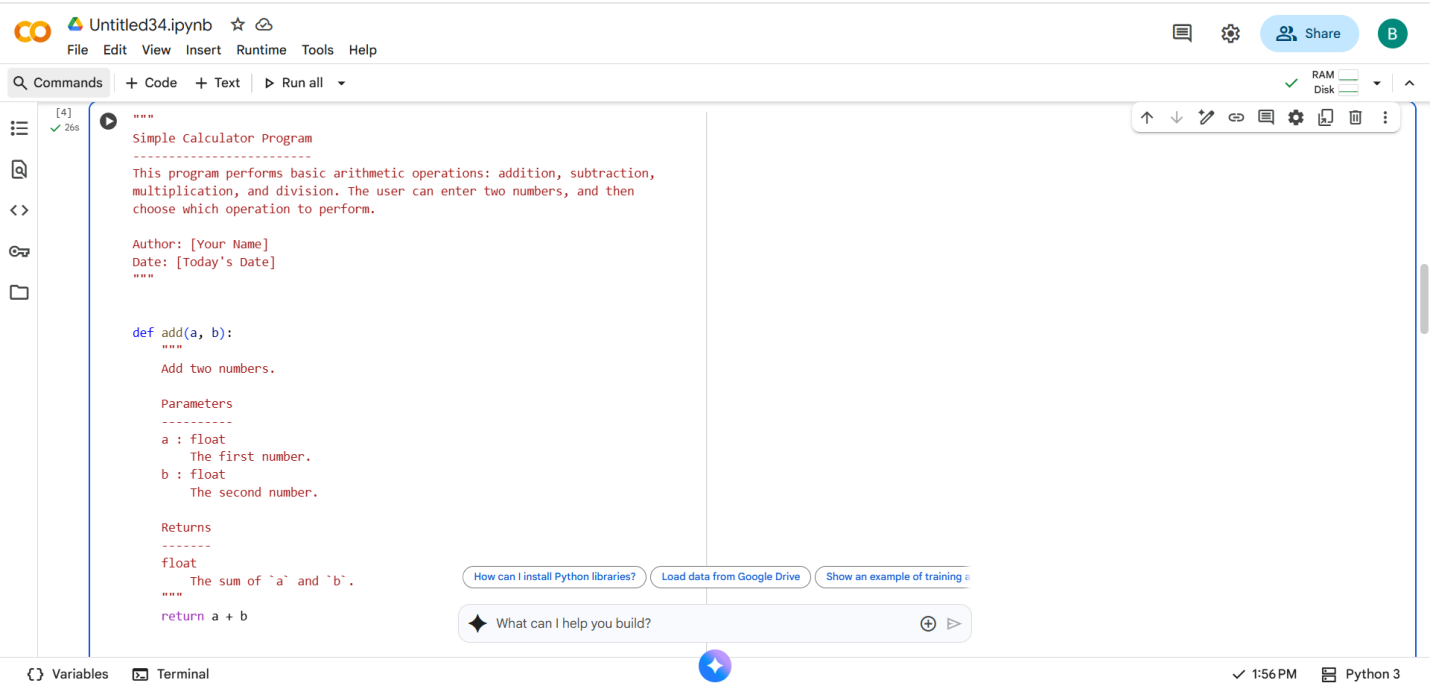 Untitled34.ipynb
File Edit View Insert Runtime Tools Help
Share
B
Commands + Code + Text Run all
RAM
Disk
[4]
26s
"""
Simple Calculator Program
-------------------------
This program performs basic arithmetic operations: addition, subtraction,
multiplication, and division. The user can enter two numbers, and then
choose which operation to perform.
Author: [Your Name]
Date: [Today's Date]
"""
def add(a, b):
"""
Add two numbers.
Parameters
----------
a : float
The first number.
b : float
The second number.
Returns
-------
float
The sum of `a` and `b`.
"""
return a + b
How can I install Python libraries? Load data from Google Drive Show an example of training
What can I help you build?
{} Variables Terminal
1:56 PM Python 3